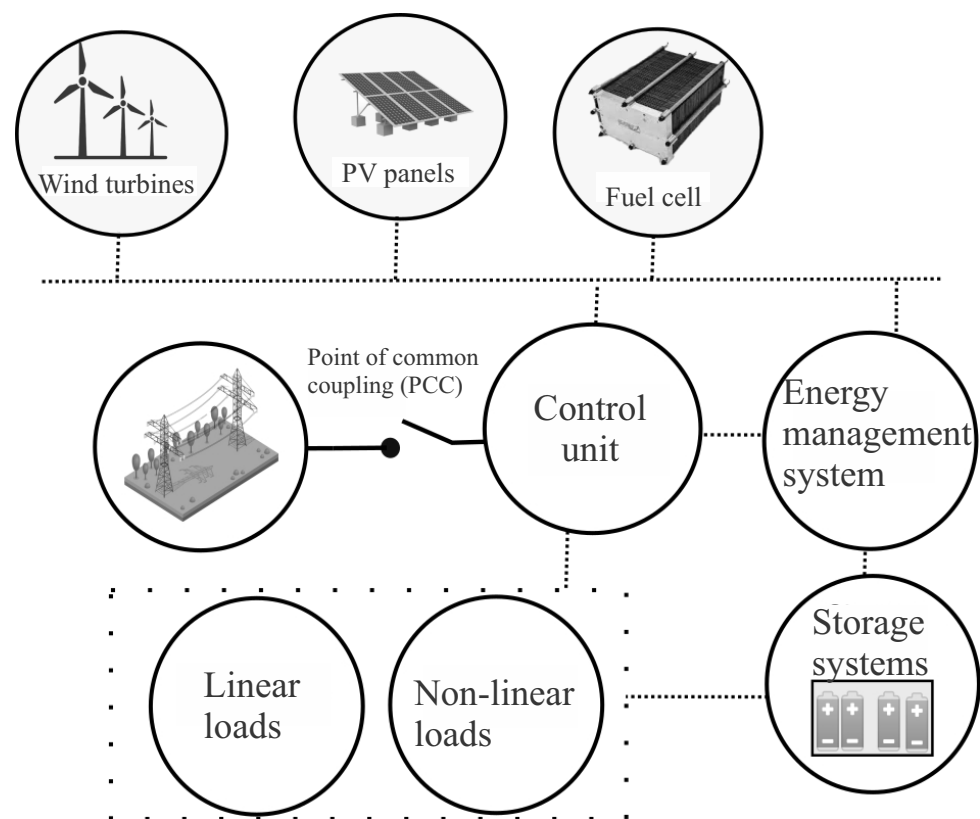 Wind turbines
PV panels
Fuel cell
Point of common
coupling (PCC)
Control
unit
Energy
management
system
Linear
loads
Non-linear
loads
Storage
systems